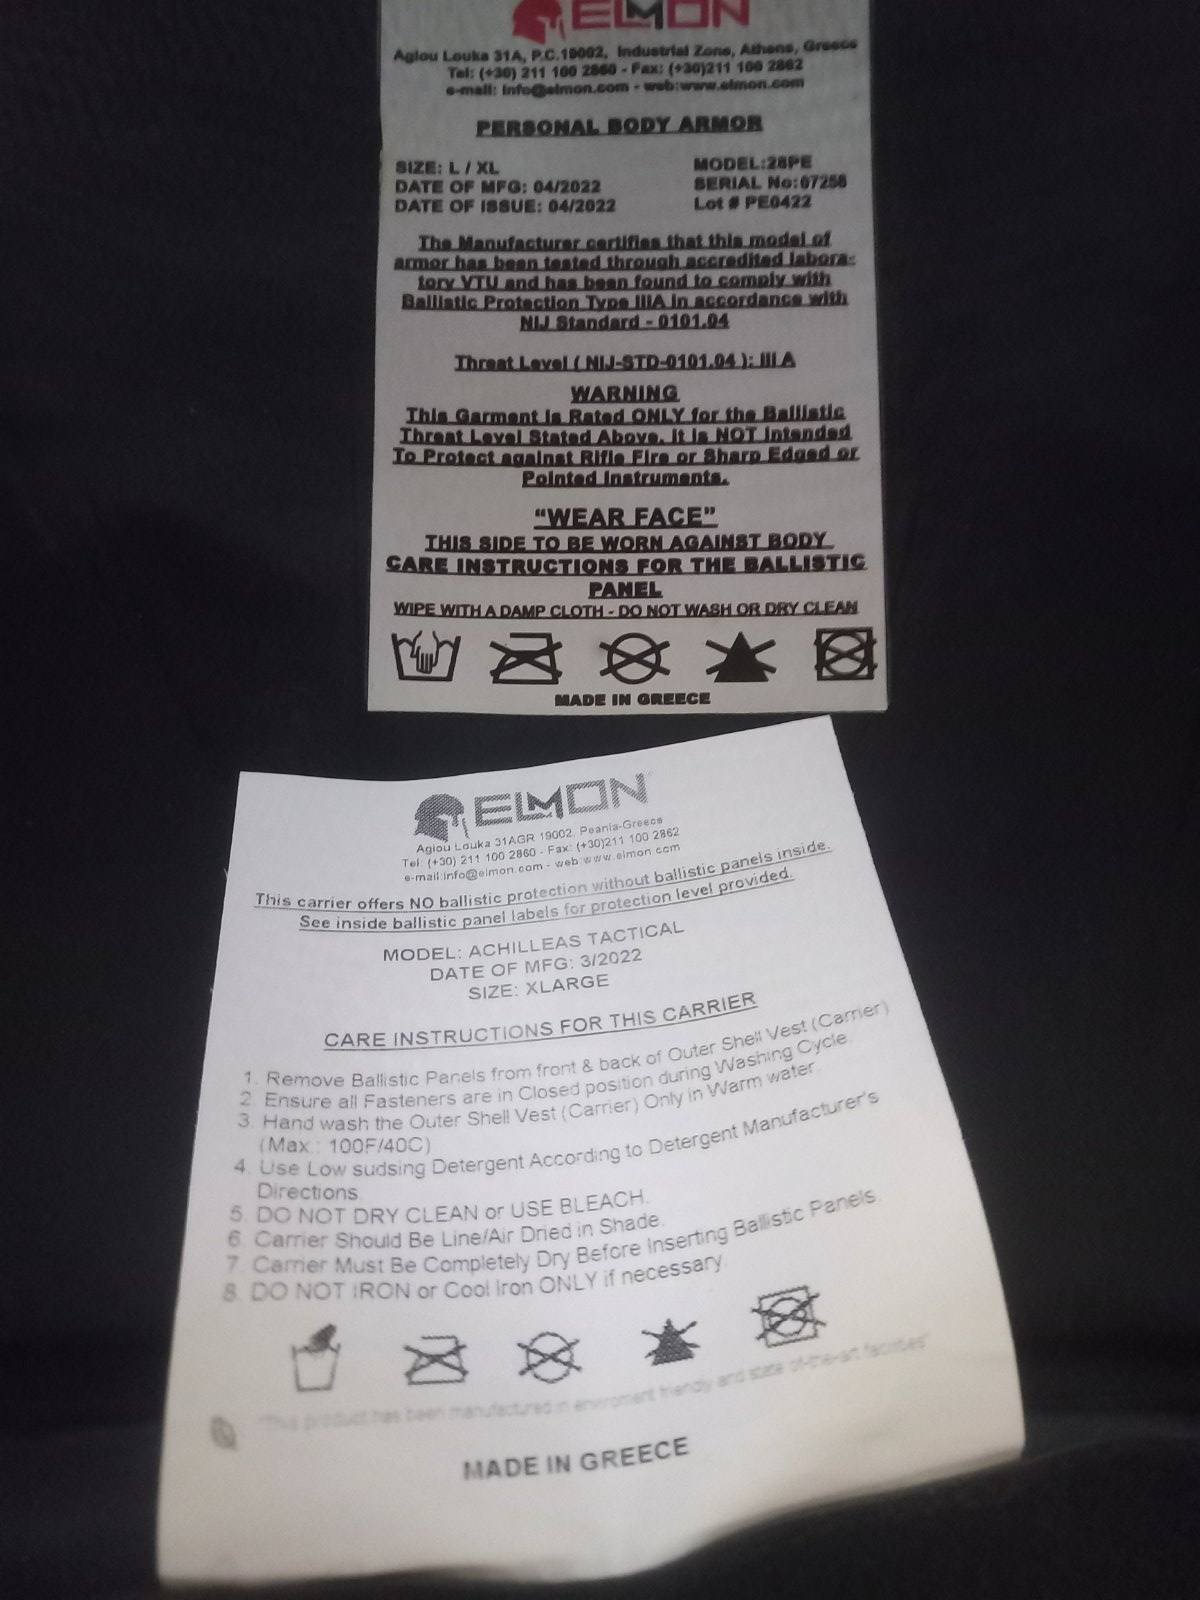 ELMON
Agiou Louka 31A, P.C.19002, Industrial Zone, Athens, Greece
Tel: (+30) 211 100 2860 - Fax: (+30)211 100 2862
e-mail: info@elmon.com - web:www.elmon.com
PERSONAL BODY ARMOR
SIZE: L / XL MODEL:28PE
DATE OF MFG: 04/2022 SERIAL No:67258
DATE OF ISSUE: 04/2022 Lot # PE0422
The Manufacturer certifies that this model of
armor has been tested through accredited labora-
tory VTU and has been found to comply with
Ballistic Protection Type IIIA in accordance with
NIJ Standard - 0101.04
Threat Level ( NIJ-STD-0101.04 ): III A
WARNING
This Garment is Rated ONLY for the Ballistic
Threat Level Stated Above. It is NOT Intended
To Protect against Rifle Fire or Sharp Edged or
Pointed Instruments.
“WEAR FACE”
THIS SIDE TO BE WORN AGAINST BODY
CARE INSTRUCTIONS FOR THE BALLISTIC
PANEL
WIPE WITH A DAMP CLOTH - DO NOT WASH OR DRY CLEAN
MADE IN GREECE
ELMON
Agiou Louka 31AGR 19002, Peania-Greece
Tel: (+30) 211 100 2860 - Fax: (+30)211 100 2862
e-mail:info@elmon.com - web:www.elmon.com
This carrier offers NO ballistic protection without ballistic panels inside.
See inside ballistic panel labels for protection level provided.
MODEL: ACHILLEAS TACTICAL
DATE OF MFG: 3/2022
SIZE: XLARGE
CARE INSTRUCTIONS FOR THIS CARRIER
1. Remove Ballistic Panels from front & back of Outer Shell Vest (Carrier)
2. Ensure all Fasteners are in Closed position during Washing Cycle.
3. Hand wash the Outer Shell Vest (Carrier) Only in Warm water
(Max.: 100F/40C)
4. Use Low sudsing Detergent According to Detergent Manufacturer's
Directions.
5. DO NOT DRY CLEAN or USE BLEACH.
6. Carrier Should Be Line/Air Dried in Shade.
7. Carrier Must Be Completely Dry Before Inserting Ballistic Panels.
8. DO NOT IRON or Cool Iron ONLY if necessary.
"This product has been manufactured in enviroment friendly and state of-the-art facilities"
MADE IN GREECE